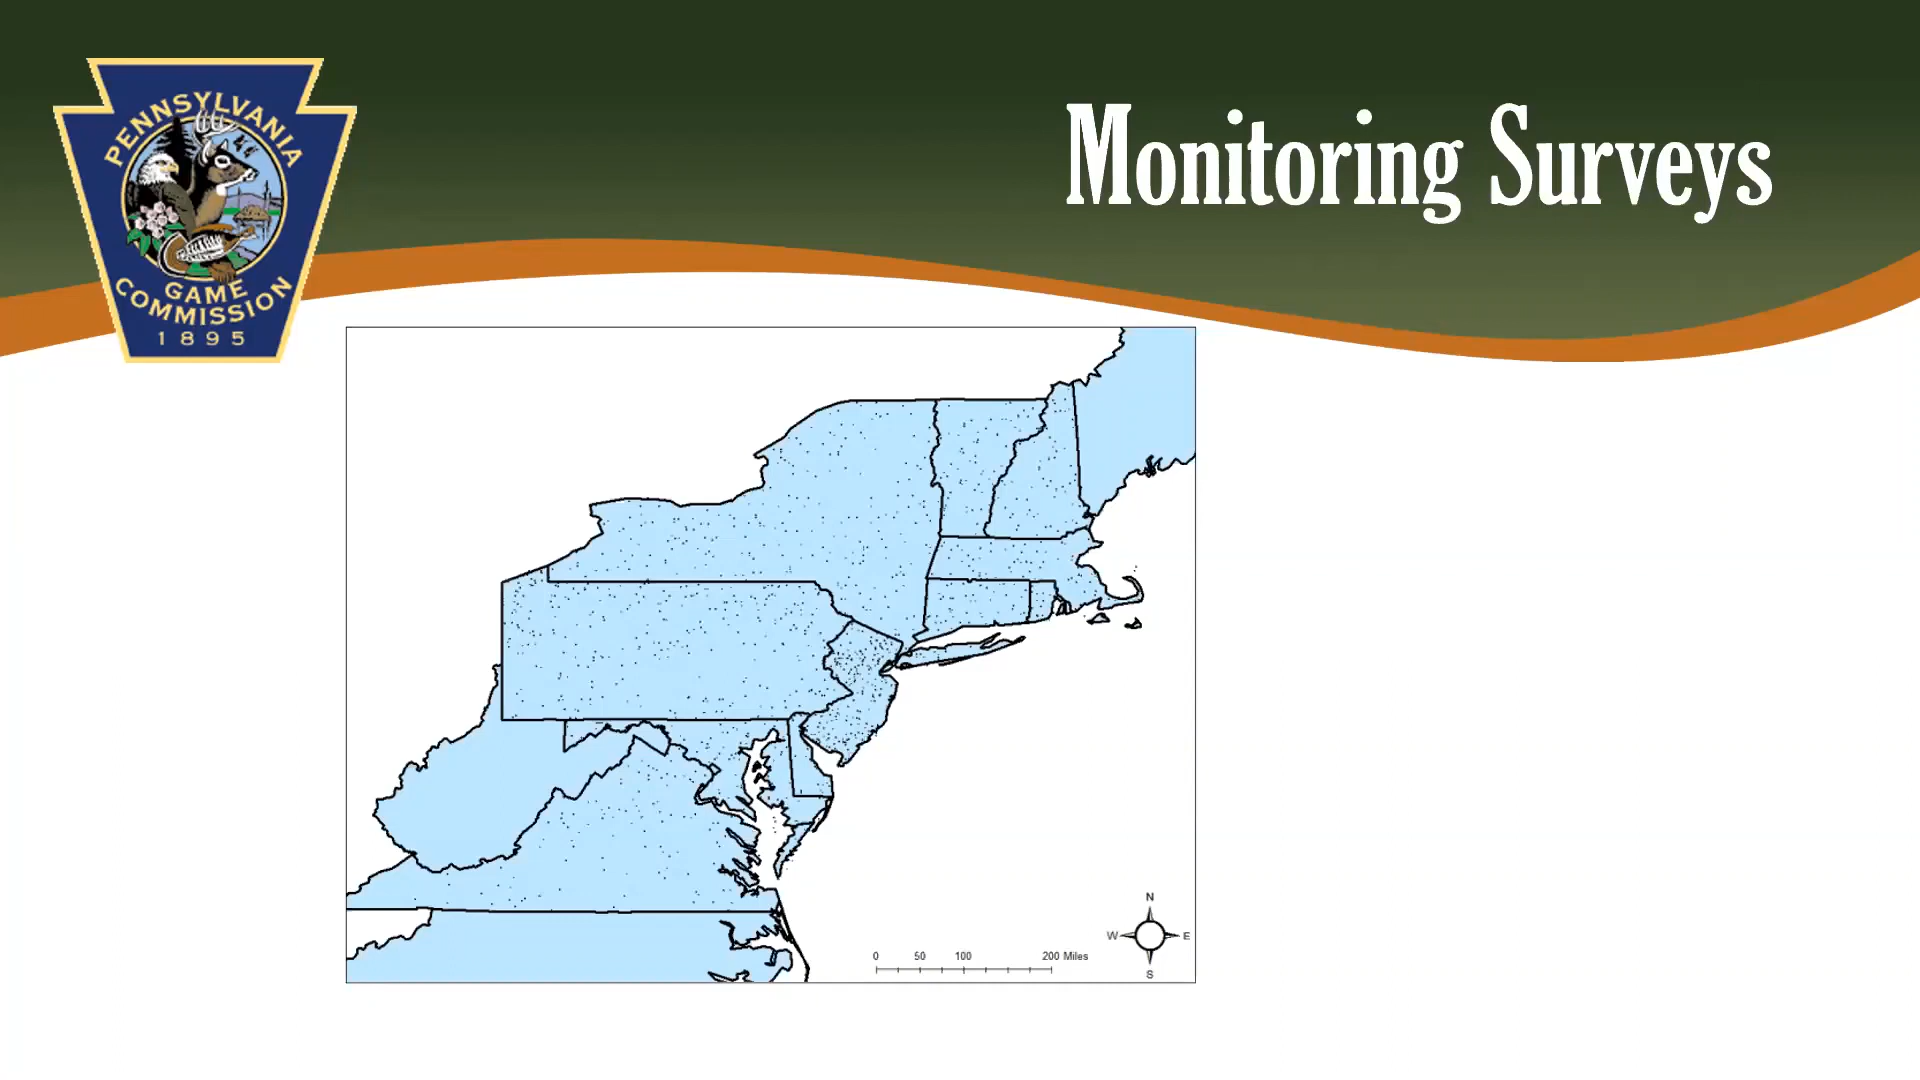 Monitoring Surveys
PENNSYLVANIA
GAME
COMMISSION
1895
N
W E
S
0 50 100 200 Miles